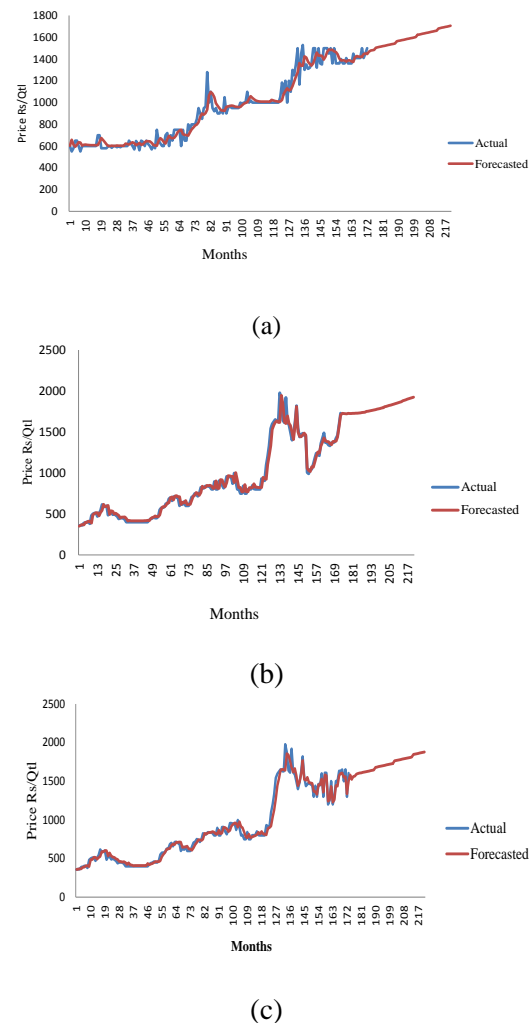 1800
1600
1400
1200
1000
800
600
400
200
0
Price Rs/Qtl
1 10 19 28 37 46 55 64 73 82 91 100 109 118 127 136 145 154 163 172 181 190 199 208 217
Months
Actual
Forecasted
(a)
2500
2000
1500
1000
500
0
Price Rs/Qtl
1 13 25 37 49 61 73 85 97 109 121 133 145 157 169 181 193 205 217
Months
Actual
Forecasted
(b)
2500
2000
1500
1000
500
0
Price Rs/Qtl
1 10 19 28 37 46 55 64 73 82 91 100 109 118 127 136 145 154 163 172 181 190 199 208 217
Months
Actual
Forecasted
(c)